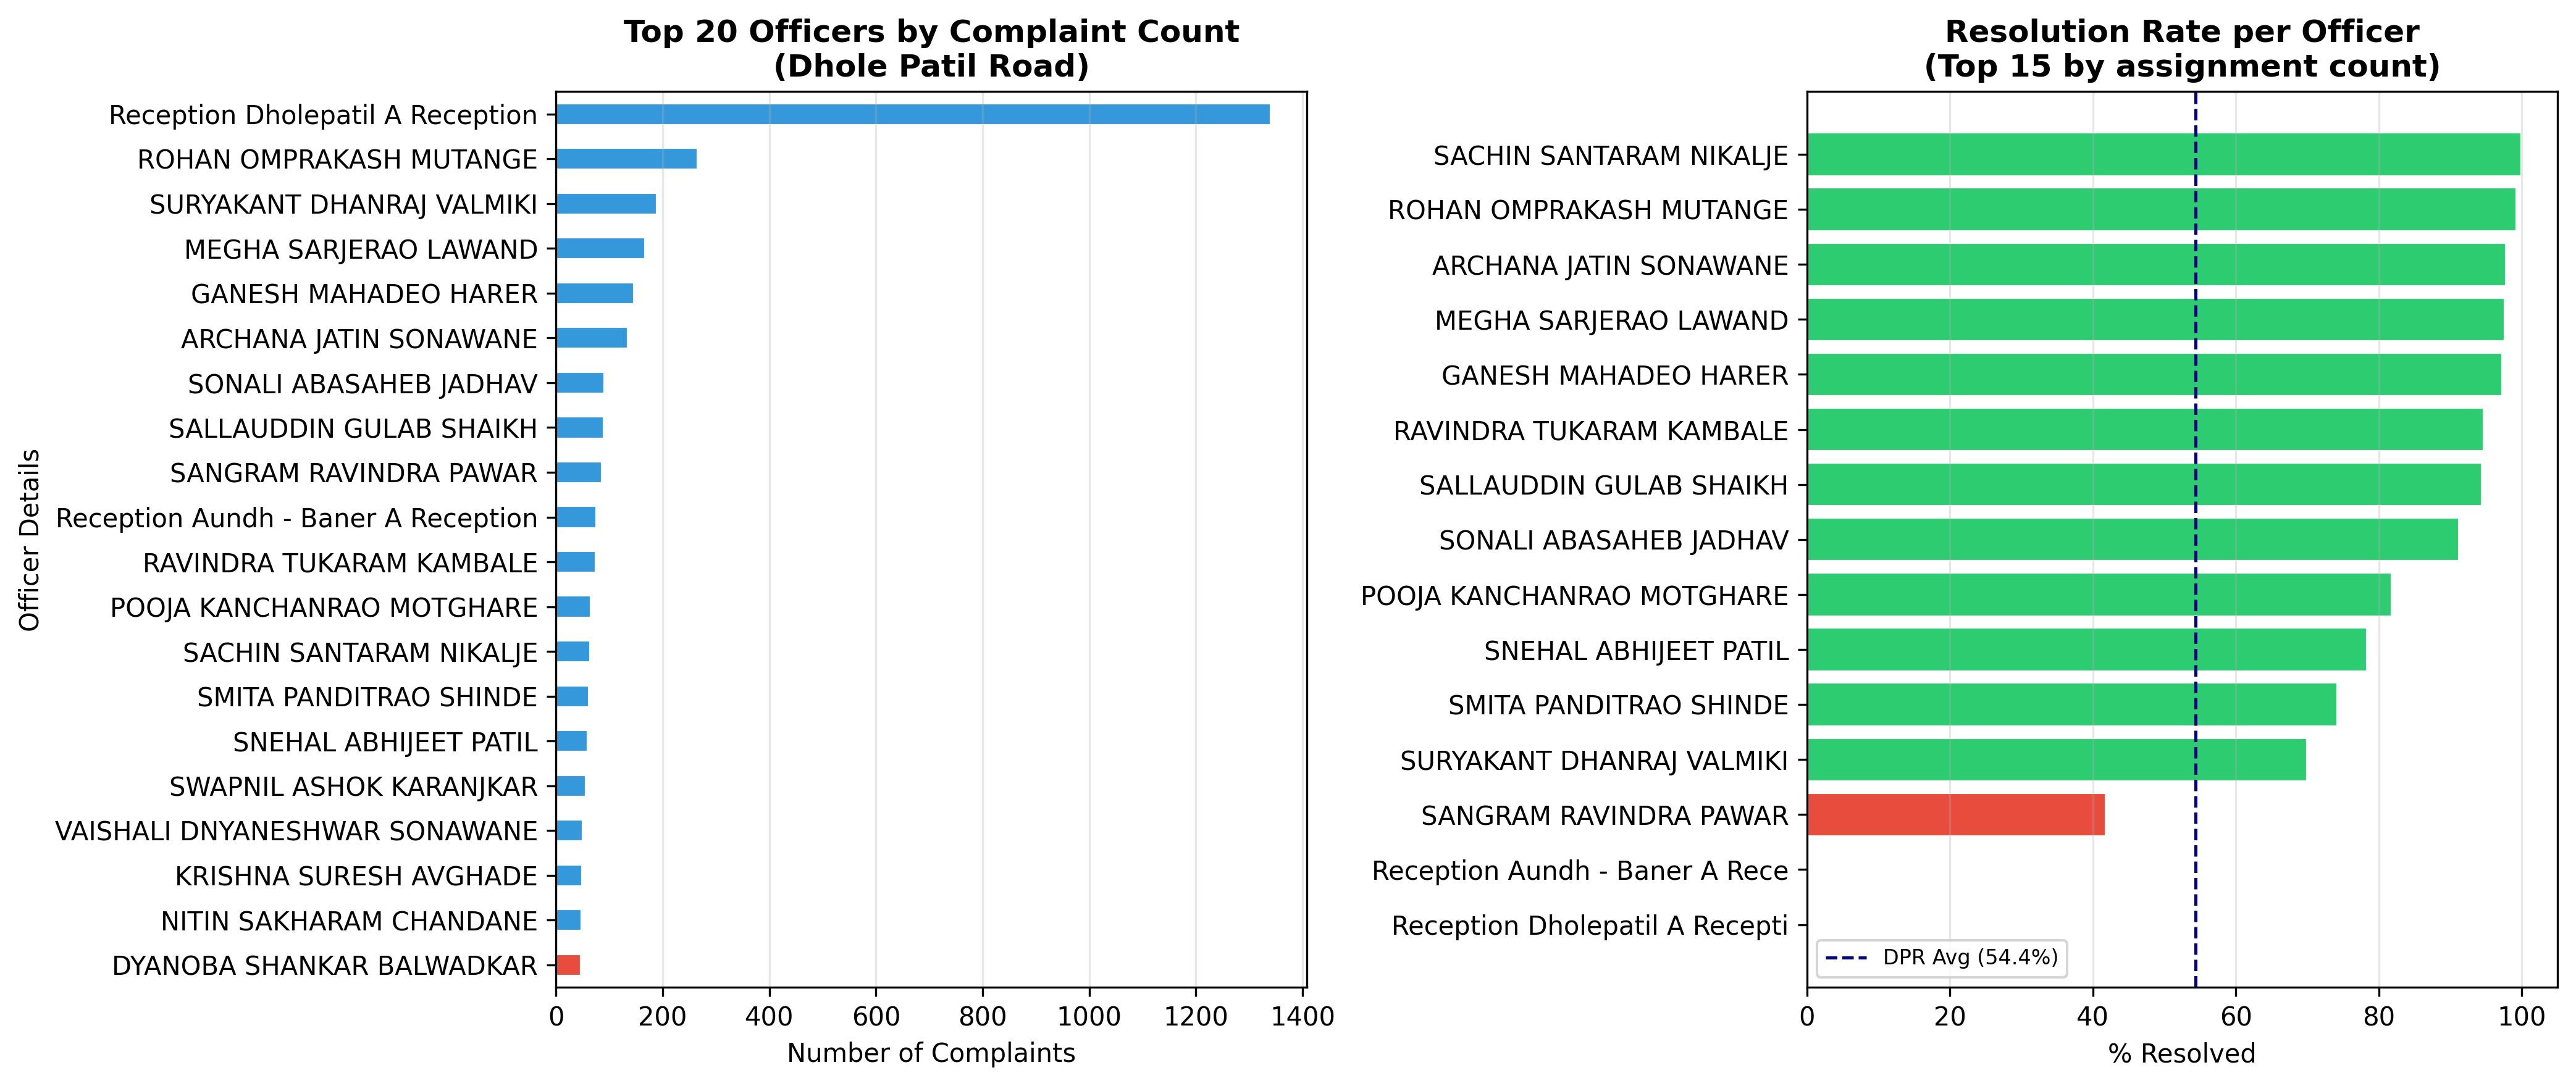 Top 20 Officers by Complaint Count
(Dhole Patil Road)
Officer Details
Reception Dholepatil A Reception
ROHAN OMPRAKASH MUTANGE
SURYAKANT DHANRAJ VALMIKI
MEGHA SARJERAO LAWAND
GANESH MAHADEO HARER
ARCHANA JATIN SONAWANE
SONALI ABASAHEB JADHAV
SALLAUDDIN GULAB SHAIKH
SANGRAM RAVINDRA PAWAR
Reception Aundh - Baner A Reception
RAVINDRA TUKARAM KAMBALE
POOJA KANCHANRAO MOTGHARE
SACHIN SANTARAM NIKALJE
SMITA PANDITRAO SHINDE
SNEHAL ABHIJEET PATIL
SWAPNIL ASHOK KARANJKAR
VAISHALI DNYANESHWAR SONAWANE
KRISHNA SURESH AVGHADE
NITIN SAKHARAM CHANDANE
DYANOBA SHANKAR BALWADKAR
0 200 400 600 800 1000 1200 1400
Number of Complaints
Resolution Rate per Officer
(Top 15 by assignment count)
SACHIN SANTARAM NIKALJE
ROHAN OMPRAKASH MUTANGE
ARCHANA JATIN SONAWANE
MEGHA SARJERAO LAWAND
GANESH MAHADEO HARER
RAVINDRA TUKARAM KAMBALE
SALLAUDDIN GULAB SHAIKH
SONALI ABASAHEB JADHAV
POOJA KANCHANRAO MOTGHARE
SNEHAL ABHIJEET PATIL
SMITA PANDITRAO SHINDE
SURYAKANT DHANRAJ VALMIKI
SANGRAM RAVINDRA PAWAR
Reception Aundh - Baner A Rece
Reception Dholepatil A Recepti
DPR Avg (54.4%)
0 20 40 60 80 100
% Resolved